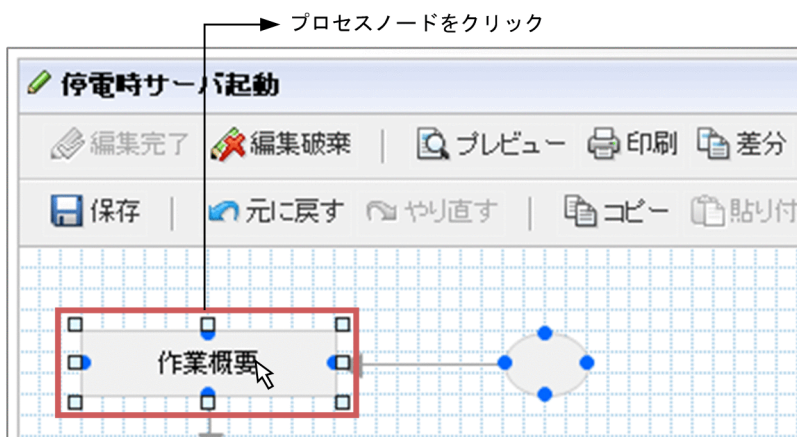 プロセスノードをクリック
停電時サーバ起動
編集完了 編集破棄 プレビュー 印刷 差分
保存 元に戻す やり直す コピー 貼り付
作業概要